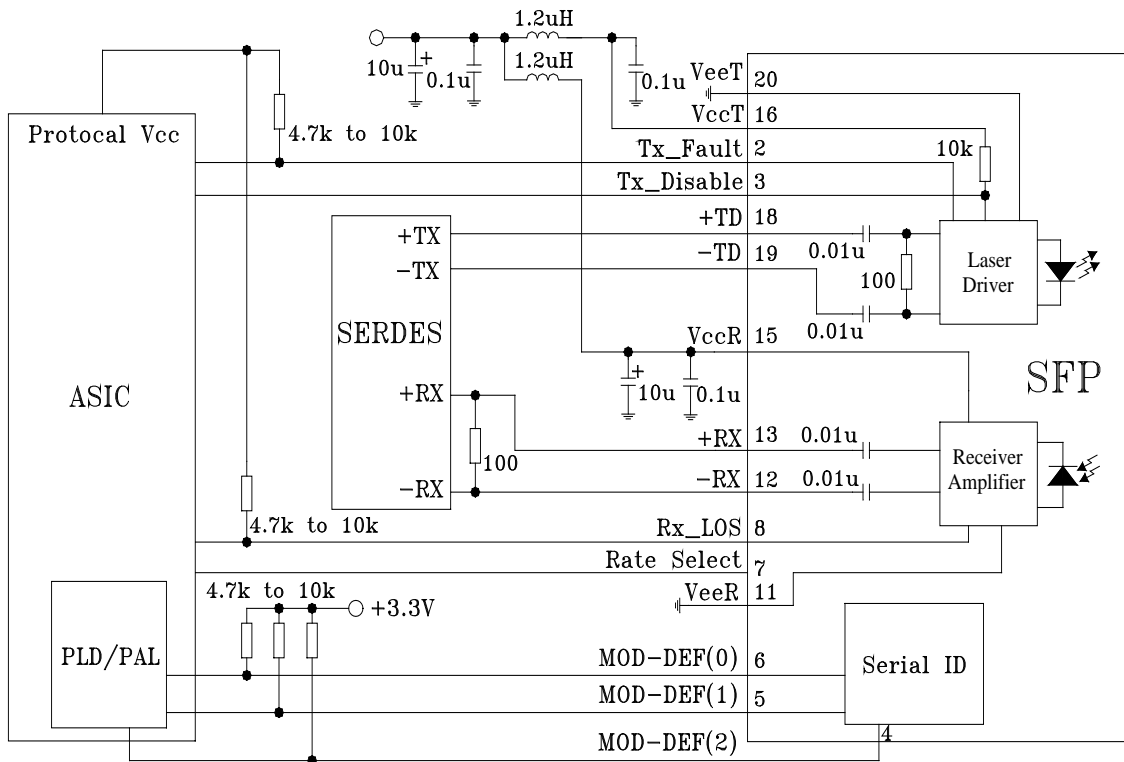 1.2uH
1.2uH
10u
+
0.1u
0.1u
VeeT 20
VccT 16
Protocal Vcc
4.7k to 10k
Tx_Fault 2
10k
Tx_Disable 3
+TD 18
+TX
0.01u
-TD 19
-TX
100
Laser
Driver
0.01u
SERDES
VccR 15
SFP
+
10u
0.1u
ASIC
+RX
+RX 13
0.01u
100
Receiver
Amplifier
-RX
-RX 12
0.01u
4.7k to 10k
Rx_LOS 8
Rate Select 7
4.7k to 10k
VeeR 11
+3.3V
PLD/PAL
MOD-DEF(0) 6
Serial ID
MOD-DEF(1) 5
MOD-DEF(2)
4